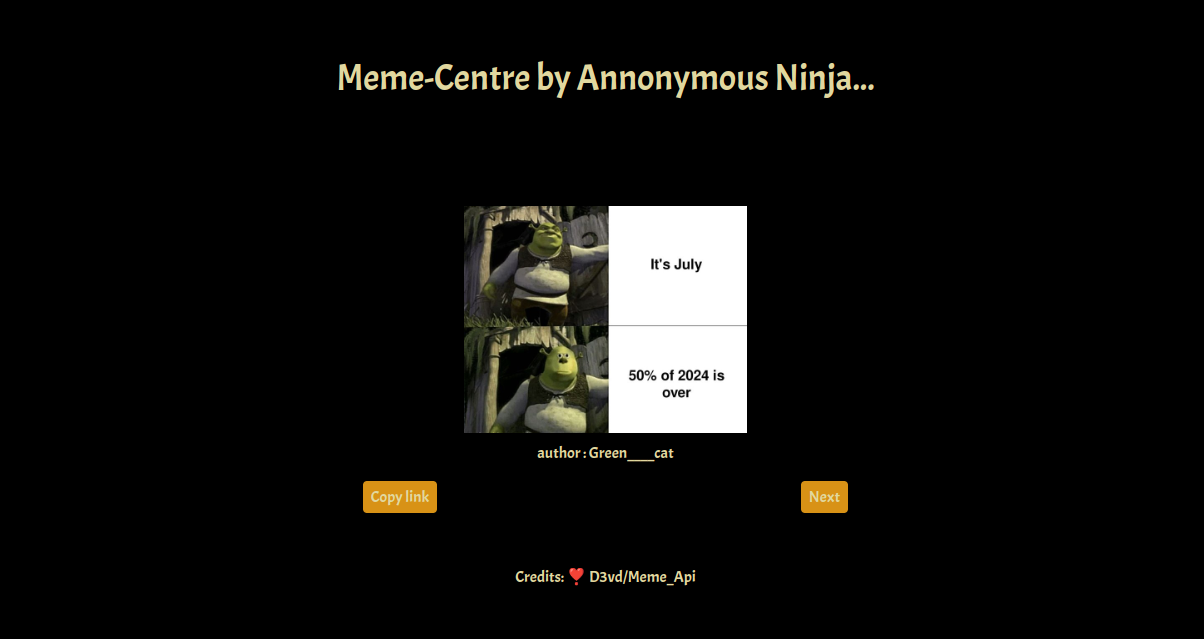 Meme-Centre by Annonymous Ninja...
It's July
50% of 2024 is
over
author : Green____cat
Copy link
Next
Credits: ❣️ D3vd/Meme_Api